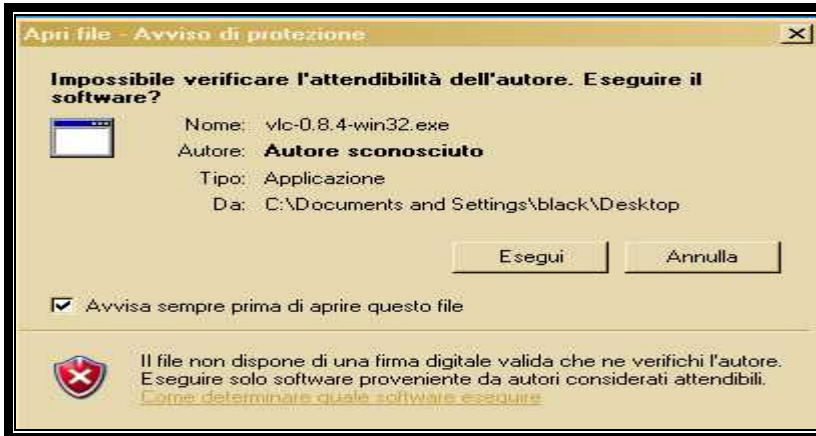 Apri file - Avviso di protezione
Impossibile verificare l'attendibilità dell'autore. Eseguire il
software?
Nome: vlc-0.8.4-win32.exe
Autore: Autore sconosciuto
Tipo: Applicazione
Da: C:\Documents and Settings\black\Desktop
Esegui Annulla
Avvisa sempre prima di aprire questo file
Il file non dispone di una firma digitale valida che ne verifichi l'autore.
Eseguire solo software proveniente da autori considerati attendibili.
Come determinare quale software eseguire